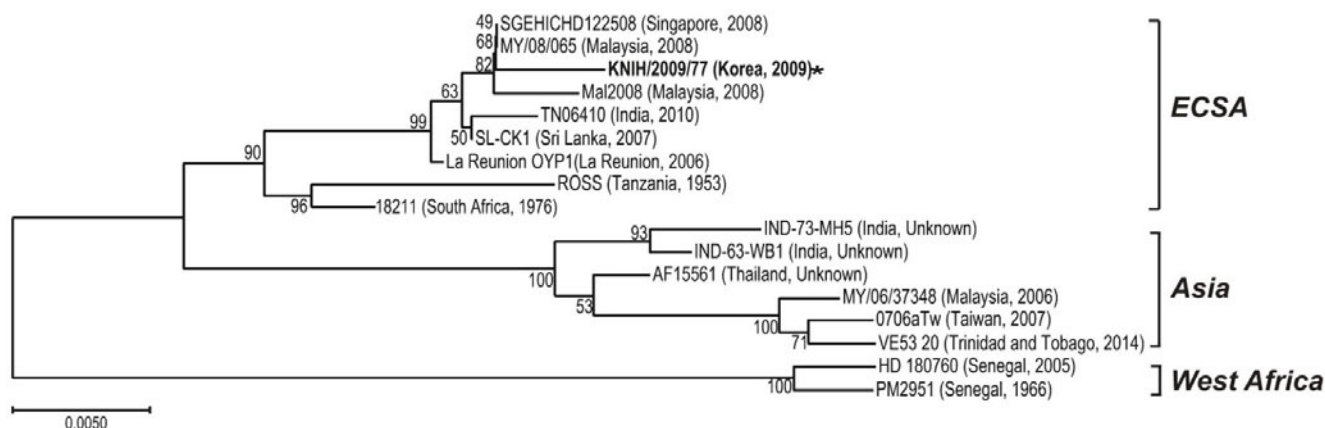 49 SGEHICHD122508 (Singapore, 2008)
68 MY/08/065 (Malaysia, 2008)
82 KNIH/2009/77 (Korea, 2009)*
Mal2008 (Malaysia, 2008)
63
TN06410 (India, 2010)
99
50 SL-CK1 (Sri Lanka, 2007)
ECSA
90
La Reunion OYP1(La Reunion, 2006)
ROSS (Tanzania, 1953)
96 18211 (South Africa, 1976)
IND-73-MH5 (India, Unknown)
93
IND-63-WB1 (India, Unknown)
100
AF15561 (Thailand, Unknown)
Asia
53
MY/06/37348 (Malaysia, 2006)
100
0706aTw (Taiwan, 2007)
71 VE53 20 (Trinidad and Tobago, 2014)
HD 180760 (Senegal, 2005)
100
West Africa
PM2951 (Senegal, 1966)
0.0050